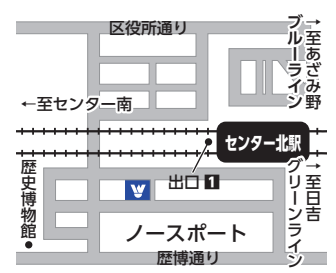 区役所通り
→至あざみ野
ブルーライン
←至センター南
センター北駅
出口1
W
歴史博物館
→至日吉
グリーンライン
ノースポート
歴博通り